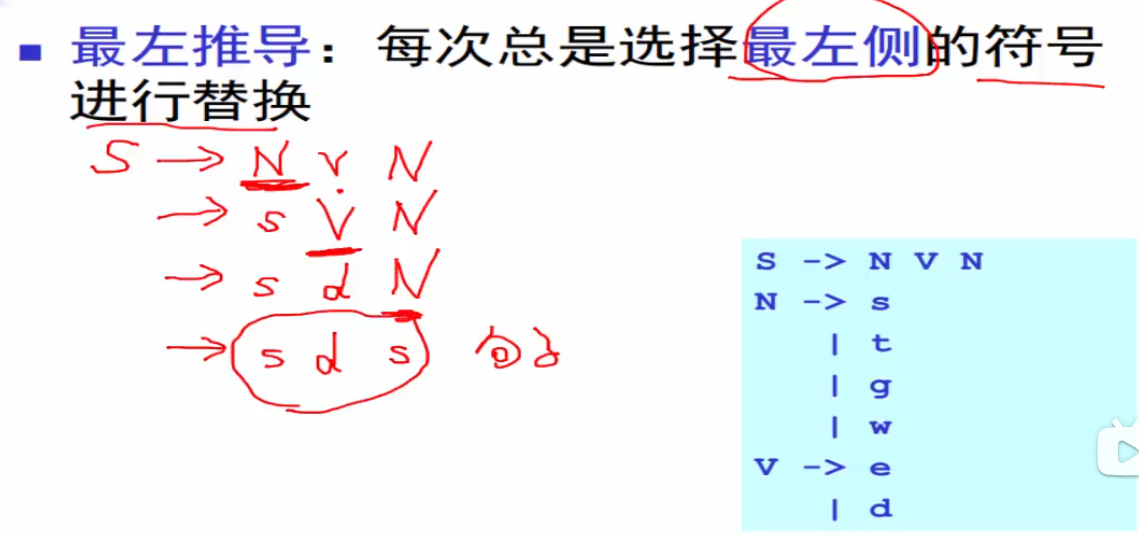 ■ 最左推导：每次总是选择最左侧的符号
进行替换
S → N v N
→ s V N
→ s d N
→ s d s 句子
S -> N V N
N -> s
| t
| g
| w
V -> e
| d